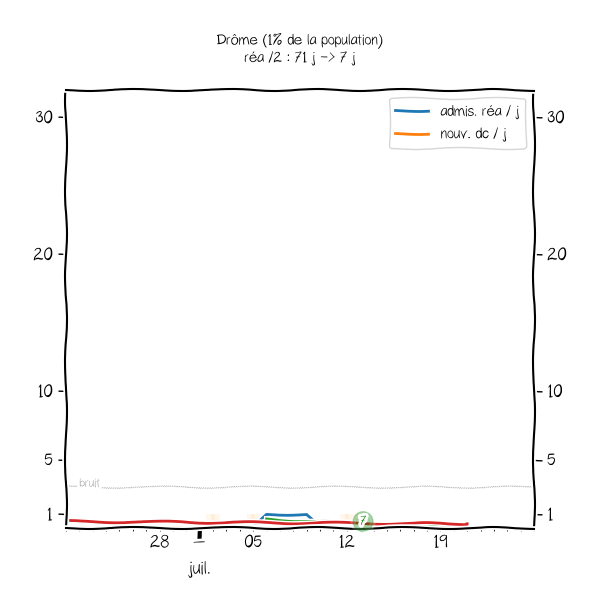 Drôme (1% de la population)
réa /2 : 71 j -> 7 j
admis. réa / j
nouv. dc / j
30
30
20
20
10
10
5
5
bruit
1
1
7
28
05
12
19
juil.